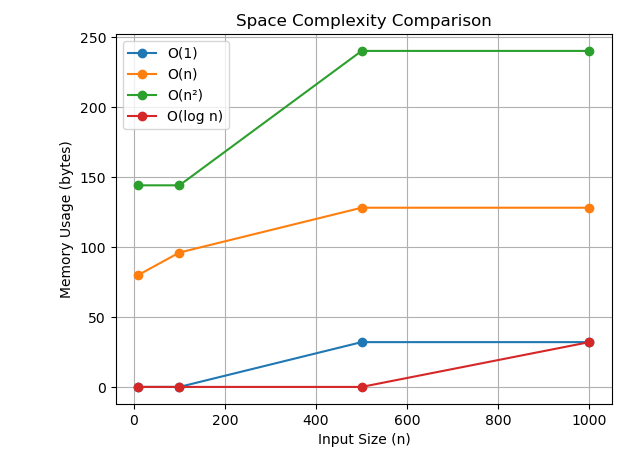 Space Complexity Comparison
O(1)
O(n)
O(n²)
O(log n)
Memory Usage (bytes)
250
200
150
100
50
0
0 200 400 600 800 1000
Input Size (n)